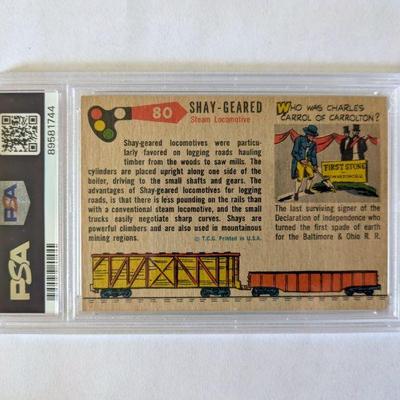 89581744
PSA
PSA
80
SHAY-GEARED
Steam Locomotive
Shay-geared locomotives were particu-
larly favored on logging roads hauling
timber from the woods to saw mills. The
cylinders are placed upright along one side of the
boiler, driving to the small shafts and gears. The
advantages of Shay-geared locomotives for logging
roads, is that there is less pounding on the rails than
with a conventional steam locomotive, and the small
trucks enable the Shay to negotiate sharp curves. Shays
are powerful climbers and are also used in mountainous
mining regions.
© T.C.G. Printed in U.S.A.
WHO WAS CHARLES
CARROL OF CARROLTON?
FIRST STONE
The last surviving signer of the
Declaration of Independence who
turned the first spade of earth
for the Baltimore & Ohio R. R.